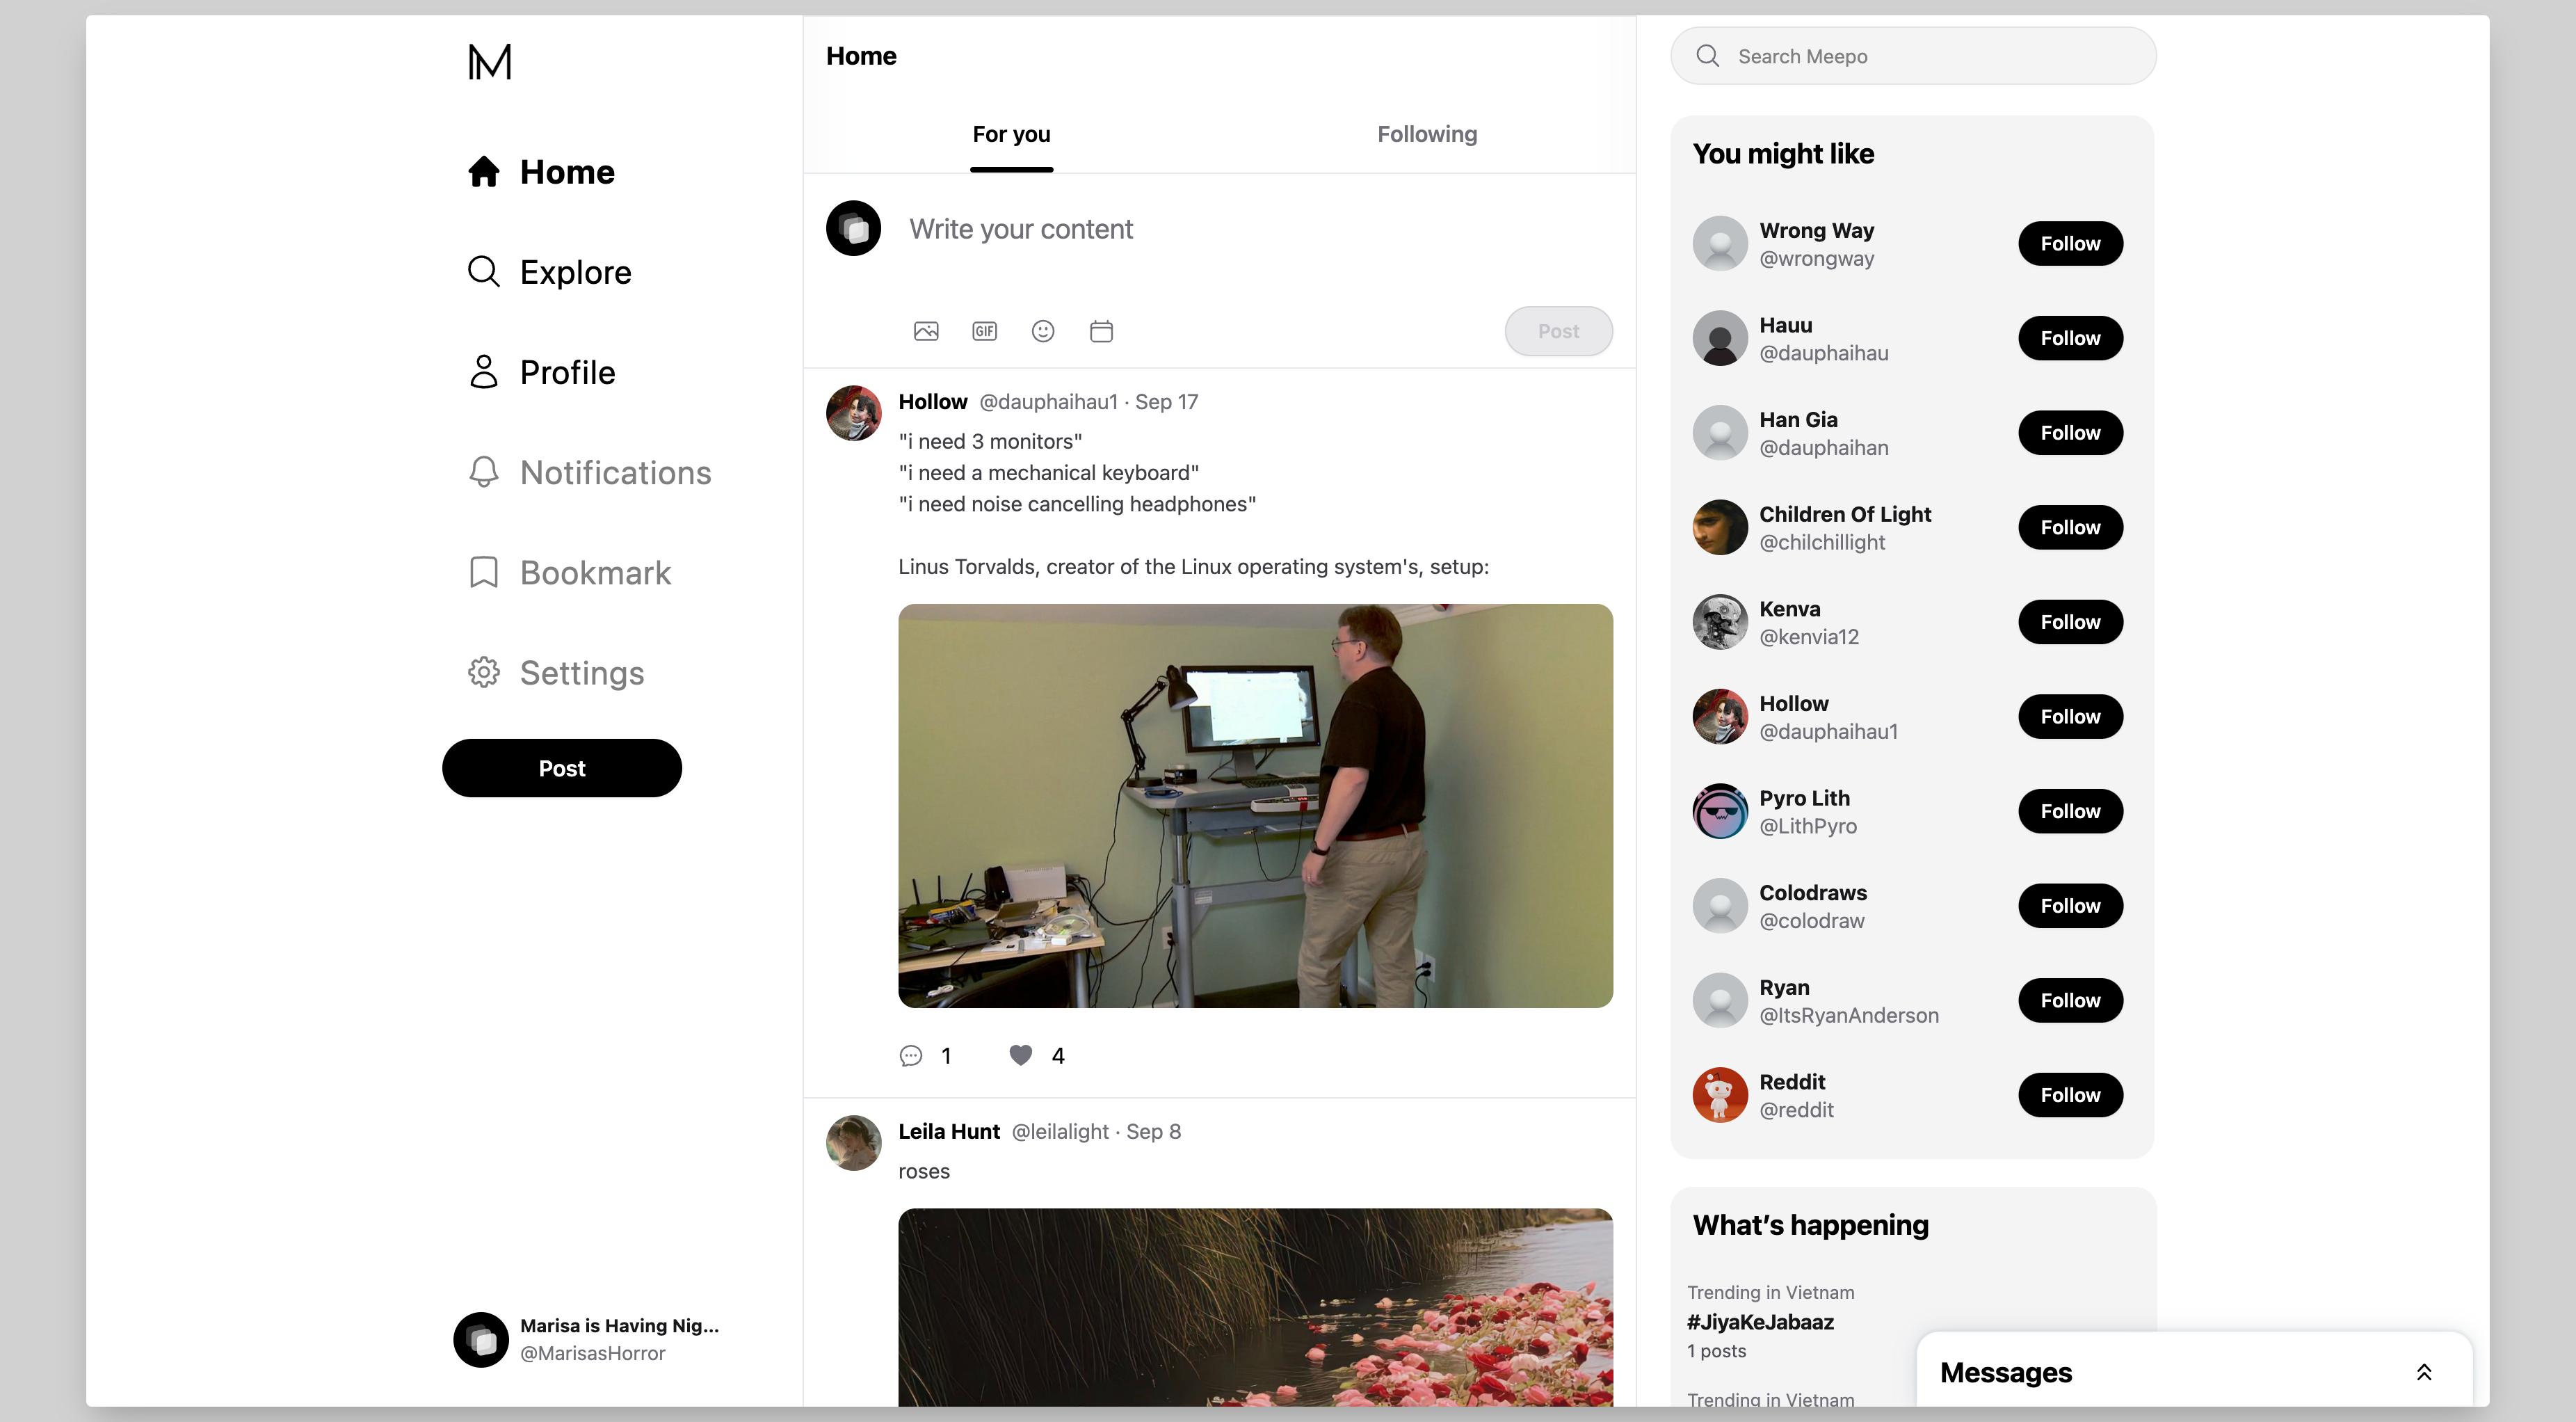 M
Home
Explore
Profile
Notifications
Bookmark
Settings
Post
Marisa is Having Nig...
@MarisasHorror
Home
For you
Following
Write your content
GIF
Post
Hollow @dauphaihau1 · Sep 17
"i need 3 monitors"
"i need a mechanical keyboard"
"i need noise cancelling headphones"
Linus Torvalds, creator of the Linux operating system's, setup:
1 4
Leila Hunt @leilalight · Sep 8
roses
Search Meepo
You might like
Wrong Way
@wrongway
Follow
Hauu
@dauphaihau
Follow
Han Gia
@dauphaihan
Follow
Children Of Light
@chilchillight
Follow
Kenva
@kenvia12
Follow
Hollow
@dauphaihau1
Follow
Pyro Lith
@LithPyro
Follow
Colodraws
@colodraw
Follow
Ryan
@ItsRyanAnderson
Follow
Reddit
@reddit
Follow
What's happening
Trending in Vietnam
#JiyaKeJabaaz
1 posts
Trending in Vietnam
Messages